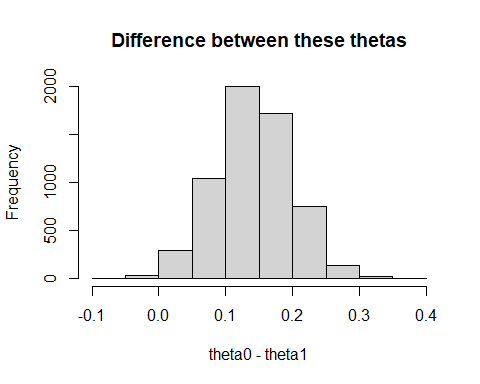 Difference between these thetas
Frequency
2000
1000
500
0
-0.1 0.0 0.1 0.2 0.3 0.4
theta0 - theta1